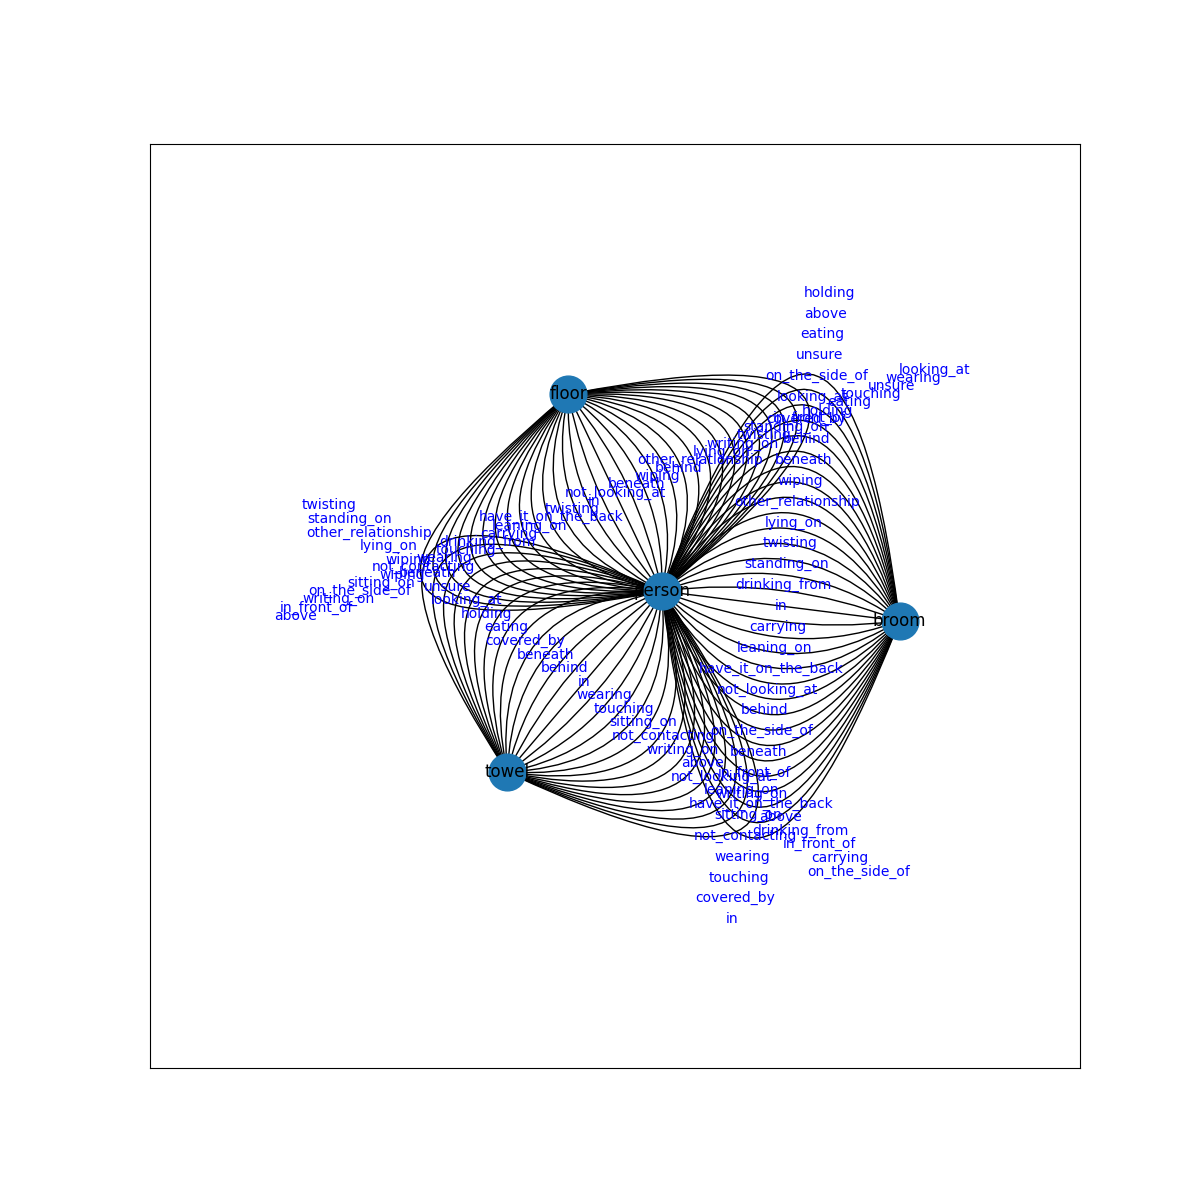 holding
above
eating
unsure
on_the_side_of
looking_at
wearing
unsure
touching
looking_at
eating
holding
covered_by
standing_on
twisting
behind
writing_on
lying_on
other_relationship
beneath
behind
wiping
wiping
beneath
not_looking_at
other_relationship
in
twisting
have_it_on_the_back
lying_on
leaning_on
carrying
twisting
drinking_from
touching
wearing
standing_on
twisting
standing_on
other_relationship
lying_on
wiping
not_contacting
beneath
wiping
sitting_on
on_the_side_of
writing_on
in_front_of
above
unsure
looking_at
holding
eating
covered_by
beneath
behind
in
wearing
touching
sitting_on
not_contacting
writing_on
above
not_looking_at
leaning_on
have_it_on_the_back
drinking_from
in_front_of
carrying
on_the_side_of
drinking_from
in
carrying
leaning_on
have_it_on_the_back
not_looking_at
behind
on_the_side_of
beneath
in_front_of
writing_on
sitting_on
above
not_contacting
wearing
touching
covered_by
in
floor
person
broom
towel